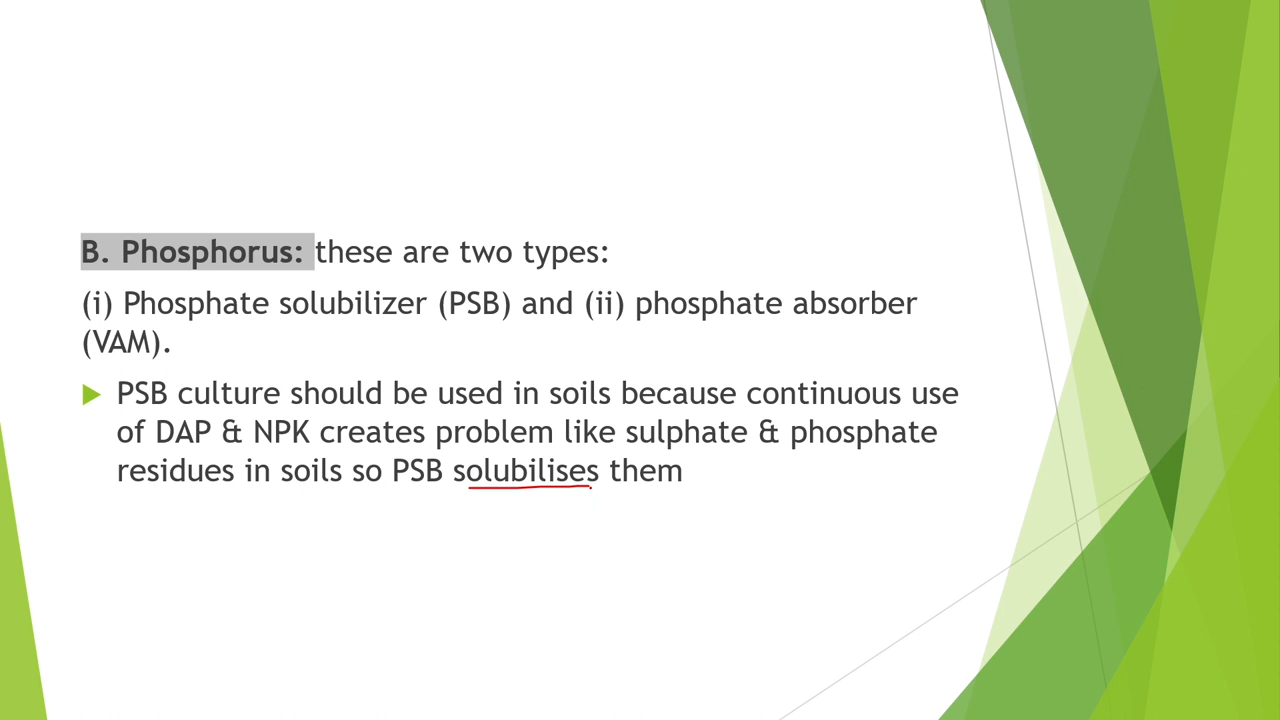 B. Phosphorus: these are two types:
(i) Phosphate solubilizer (PSB) and (ii) phosphate absorber
(VAM).
PSB culture should be used in soils because continuous use
of DAP & NPK creates problem like sulphate & phosphate
residues in soils so PSB solubilises them